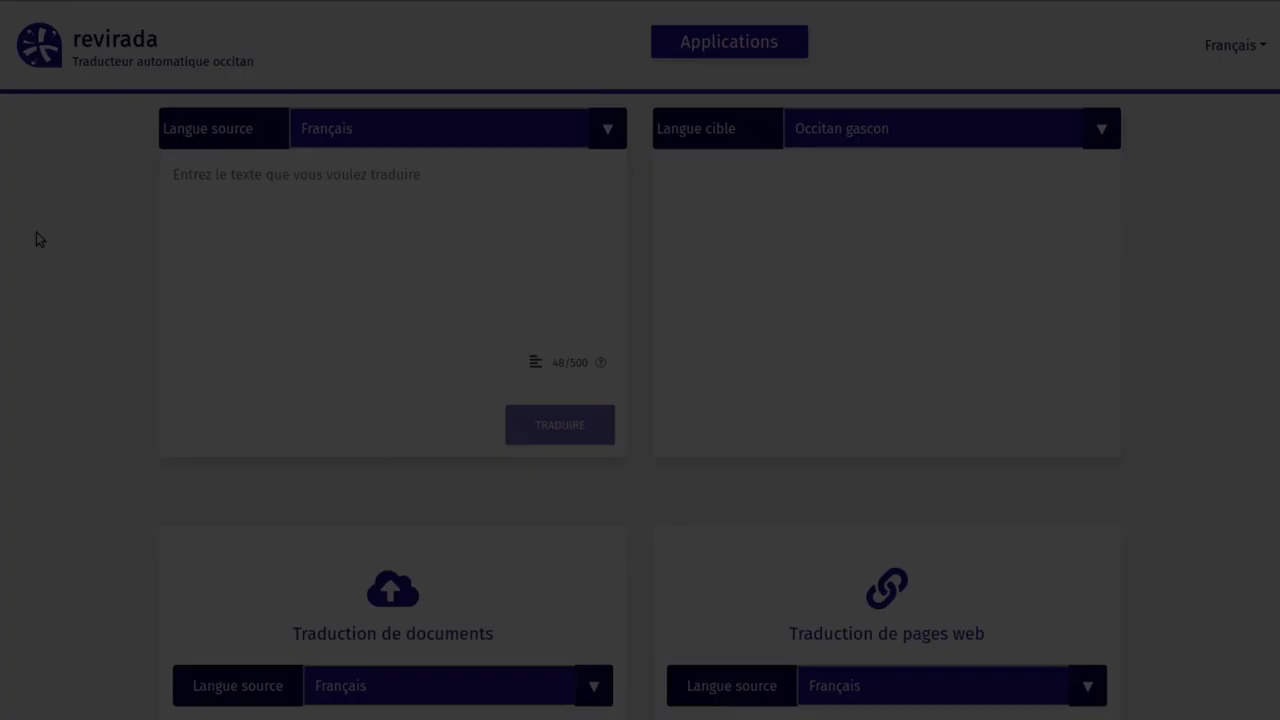 revirada
Traducteur automatique occitan
Applications
Français
Langue source Français
Langue cible Occitan gascon
Entrez le texte que vous voulez traduire
48/500
TRADUIRE
Traduction de documents
Traduction de pages web
Langue source Français
Langue source Français